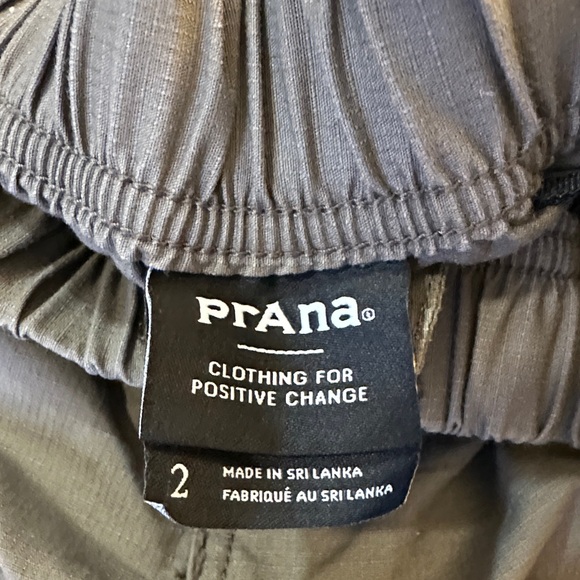 PrAna®
CLOTHING FOR
POSITIVE CHANGE
2
MADE IN SRI LANKA
FABRIQUÉ AU SRI LANKA